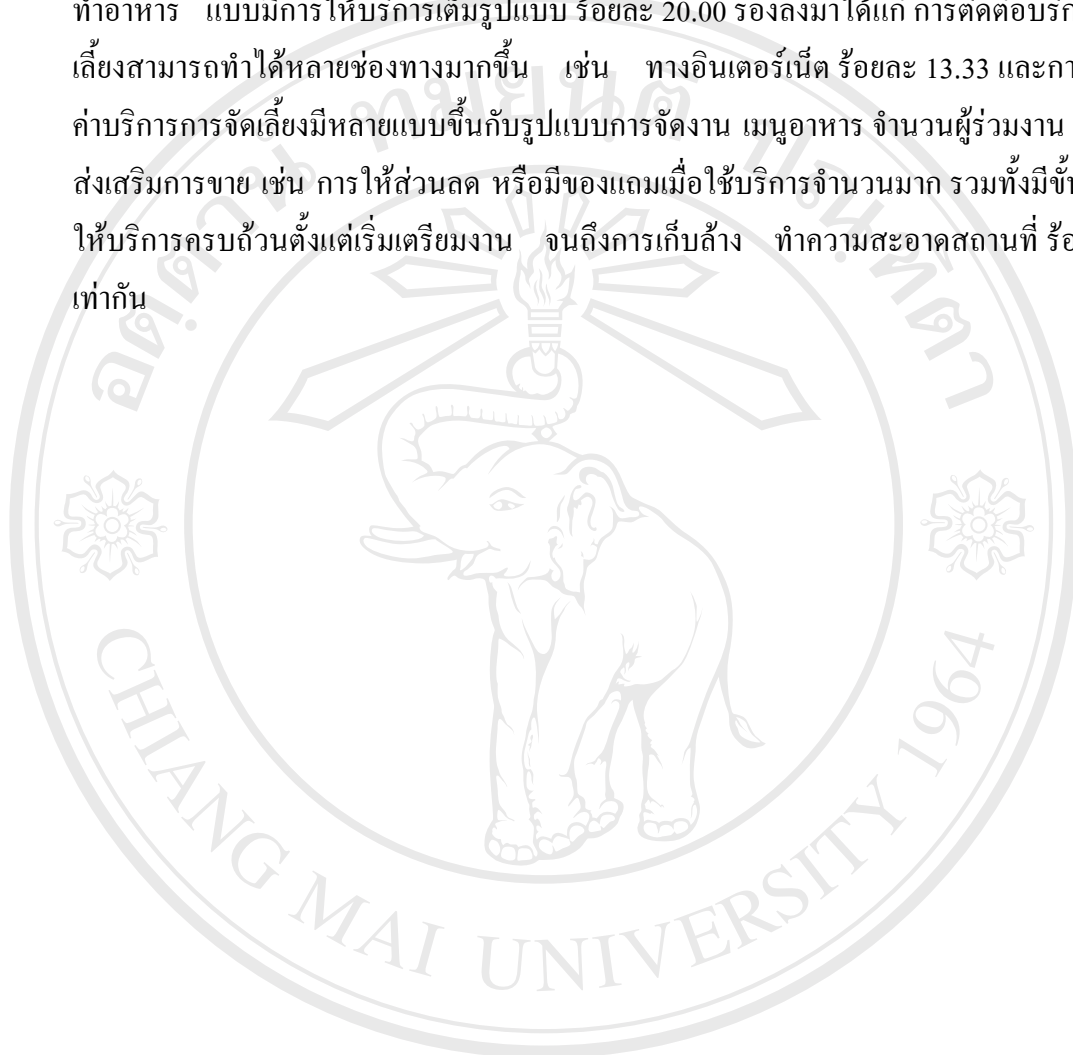 ทำอาหาร แบบมีการให้บริการเต็มรูปแบบ ร้อยละ 20.00 รองลงมาได้แก่ การติดต่อบริก
เลี้ยงสามารถทำได้หลายช่องทางมากขึ้น เช่น ทางอินเตอร์เน็ต ร้อยละ 13.33 และกา
ค่าบริการการจัดเลี้ยงมีหลายแบบขึ้นกับรูปแบบการจัดงาน เมนูอาหาร จำนวนผู้ร่วมงาน
ส่งเสริมการขาย เช่น การให้ส่วนลด หรือมีของแถมเมื่อใช้บริการจำนวนมาก รวมทั้งมีขั้น
ให้บริการครบถ้วนตั้งแต่เริ่มเตรียมงาน จนถึงการเก็บล้าง ทำความสะอาดสถานที่ ร้อ
เท่ากัน
อตฺตานํ ทมยนฺติ ปณฺฑิตา
CHIANG MAI UNIVERSITY 1964